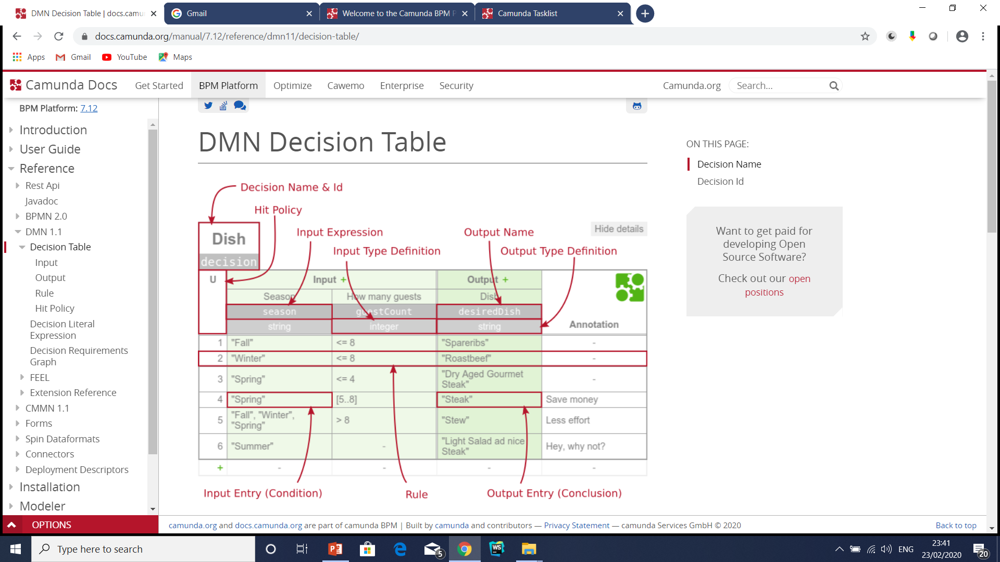 DMN Decision Table | docs.camu
Gmail
Welcome to the Camunda BPM P
Camunda Tasklist
docs.camunda.org/manual/7.12/reference/dmn11/decision-table/
Apps
Gmail
YouTube
Maps
Camunda Docs
Get Started
BPM Platform
Optimize
Cawemo
Enterprise
Security
Camunda.org
Search...
BPM Platform: 7.12
Introduction
User Guide
Reference
Rest Api
Javadoc
BPMN 2.0
DMN 1.1
Decision Table
Input
Output
Rule
Hit Policy
Decision Literal
Expression
Decision Requirements
Graph
FEEL
Extension Reference
CMMN 1.1
Forms
Spin Dataformats
Connectors
Deployment Descriptors
Installation
Modeler
OPTIONS
DMN Decision Table
Decision Name & Id
Hit Policy
Input Expression
Output Name
Hide details
Input Type Definition
Output Type Definition
Dish
decision
U
Input +
Output +
Season
How many guests
Dish
season
guestCount
desiredDish
string
integer
string
Annotation
1 "Fall" <= 8 "Spareribs" -
2 "Winter" <= 8 "Roastbeef" -
3 "Spring" <= 4 "Dry Aged Gourmet
Steak" -
4 "Spring" [5..8] "Steak" Save money
5 "Fall", "Winter",
"Spring" > 8 "Stew" Less effort
6 "Summer" - "Light Salad ad nice
Steak" Hey, why not?
+ - - - -
Input Entry (Condition)
Rule
Output Entry (Conclusion)
ON THIS PAGE:
Decision Name
Decision Id
Want to get paid for
developing Open
Source Software?
Check out our open
positions
camunda.org and docs.camunda.org are part of camunda BPM | Built by camunda and contributors — Privacy Statement — camunda Services GmbH © 2020
Back to top
Type here to search
5
WS
ENG
23:41
23/02/2020
20